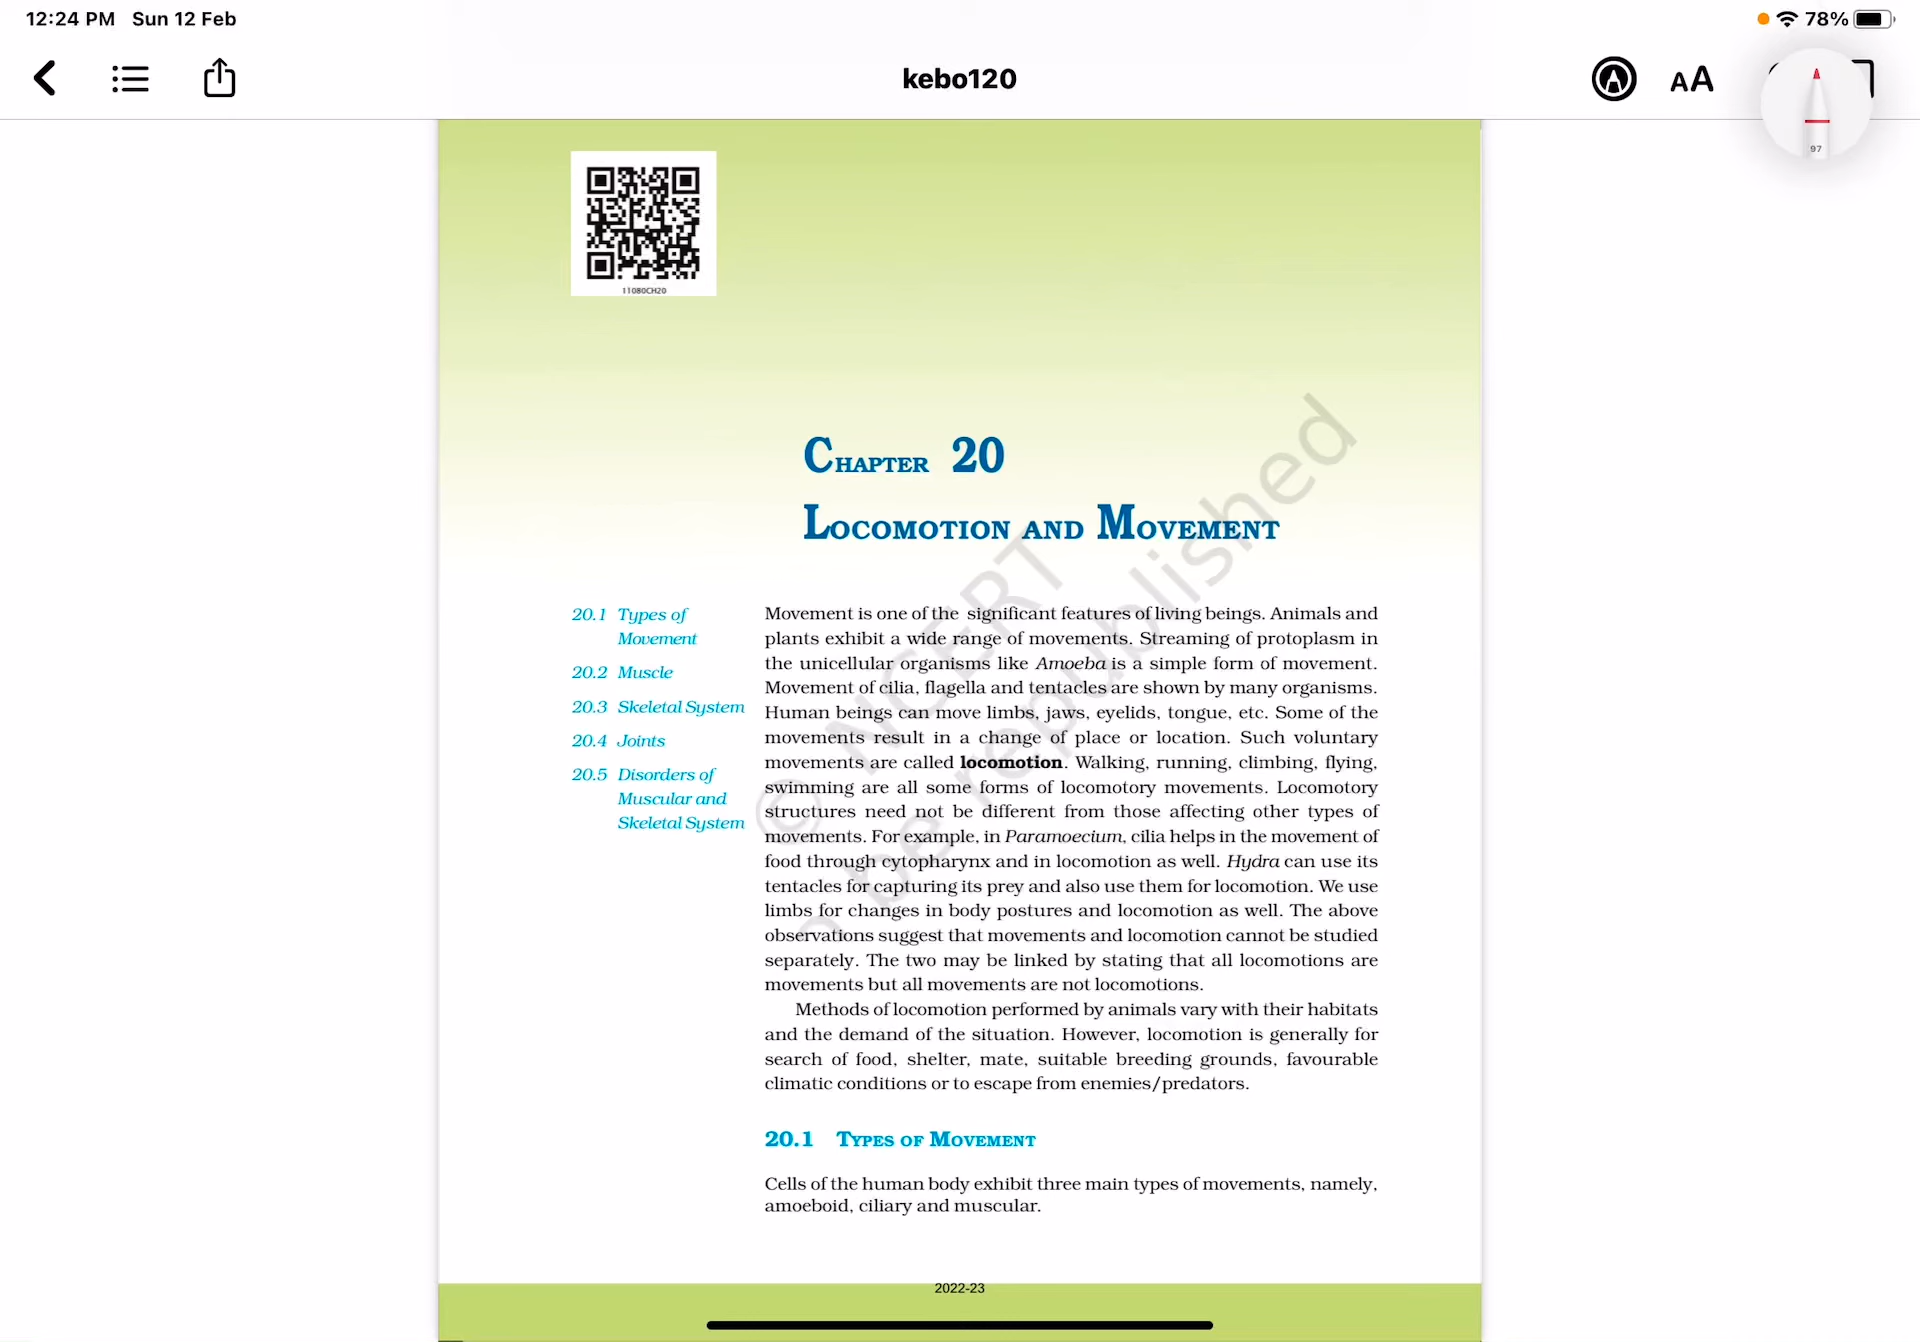 12:24 PM Sun 12 Feb
78%
kebo120
AA
97
11080CH20
CHAPTER 20
LOCOMOTION AND MOVEMENT
20.1 Types of
Movement
20.2 Muscle
20.3 Skeletal System
20.4 Joints
20.5 Disorders of
Muscular and
Skeletal System
Movement is one of the significant features of living beings. Animals and
plants exhibit a wide range of movements. Streaming of protoplasm in
the unicellular organisms like Amoeba is a simple form of movement.
Movement of cilia, flagella and tentacles are shown by many organisms.
Human beings can move limbs, jaws, eyelids, tongue, etc. Some of the
movements result in a change of place or location. Such voluntary
movements are called locomotion. Walking, running, climbing, flying,
swimming are all some forms of locomotory movements. Locomotory
structures need not be different from those affecting other types of
movements. For example, in Paramoecium, cilia helps in the movement of
food through cytopharynx and in locomotion as well. Hydra can use its
tentacles for capturing its prey and also use them for locomotion. We use
limbs for changes in body postures and locomotion as well. The above
observations suggest that movements and locomotion cannot be studied
separately. The two may be linked by stating that all locomotions are
movements but all movements are not locomotions.
Methods of locomotion performed by animals vary with their habitats
and the demand of the situation. However, locomotion is generally for
search of food, shelter, mate, suitable breeding grounds, favourable
climatic conditions or to escape from enemies/predators.
20.1 TYPES OF MOVEMENT
Cells of the human body exhibit three main types of movements, namely,
amoeboid, ciliary and muscular.
© NCERT
be republished
2022-23